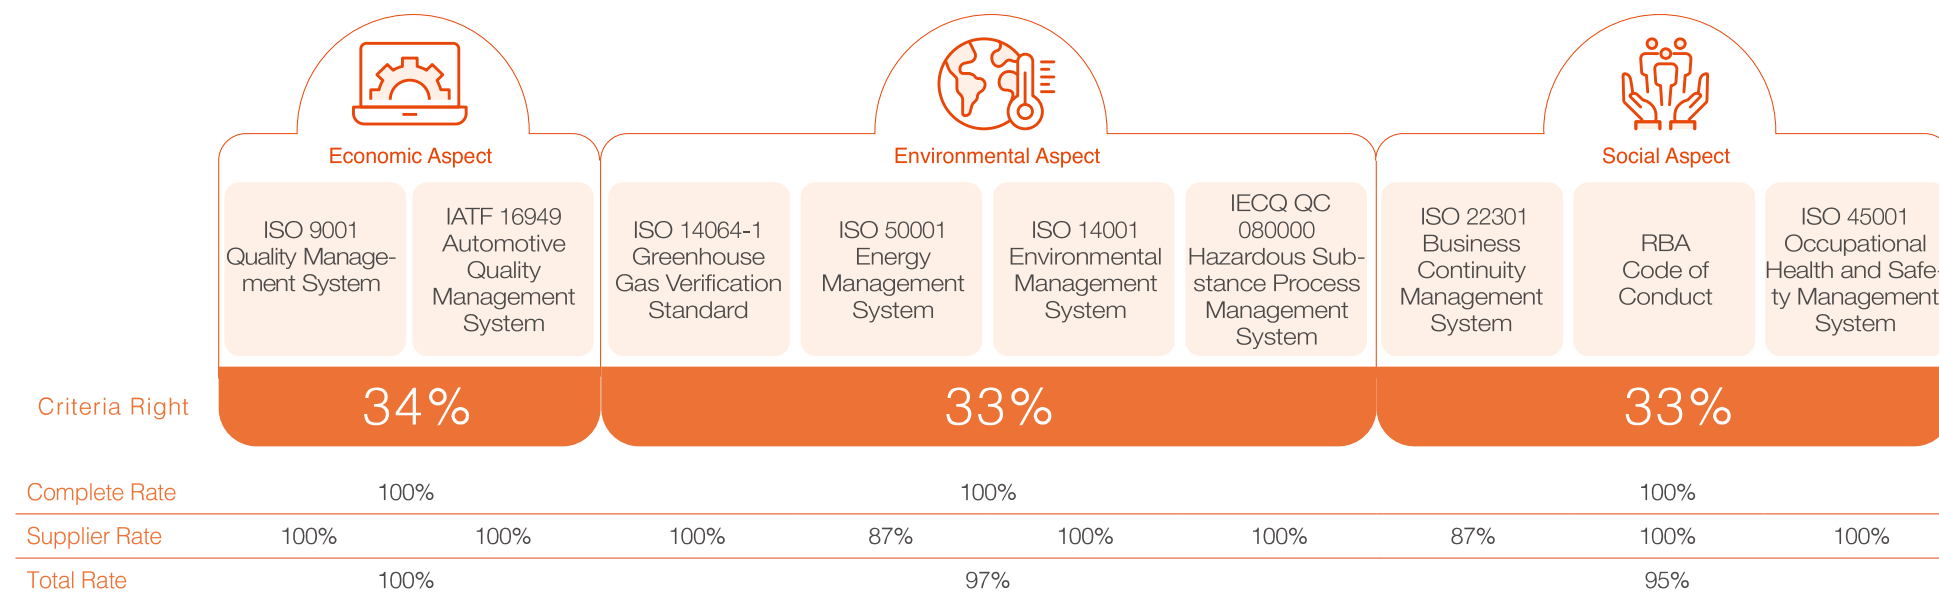 Economic Aspect
Environmental Aspect
Social Aspect
ISO 9001
Quality Manage-
ment System
IATF 16949
Automotive
Quality
Management
System
ISO 14064-1
Greenhouse
Gas Verification
Standard
ISO 50001
Energy
Management
System
ISO 14001
Environmental
Management
System
IECQ QC
080000
Hazardous Sub-
stance Process
Management
System
ISO 22301
Business
Continuity
Management
System
RBA
Code of
Conduct
ISO 45001
Occupational
Health and Safe-
ty Management
System
Criteria Right 34% 33% 33%
Complete Rate 100% 100% 100%
Supplier Rate 100% 100% 100% 87% 100% 100% 87% 100% 100%
Total Rate 100% 97% 95%